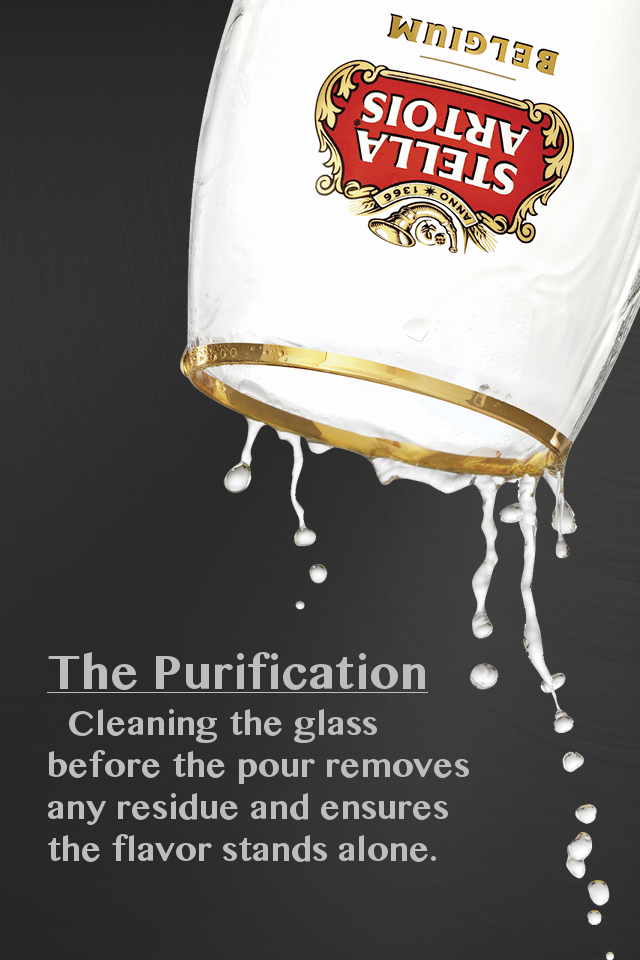 BELGIUM
STELLA
ARTOIS®
ANNO 1366
The Purification
Cleaning the glass
before the pour removes
any residue and ensures
the flavor stands alone.